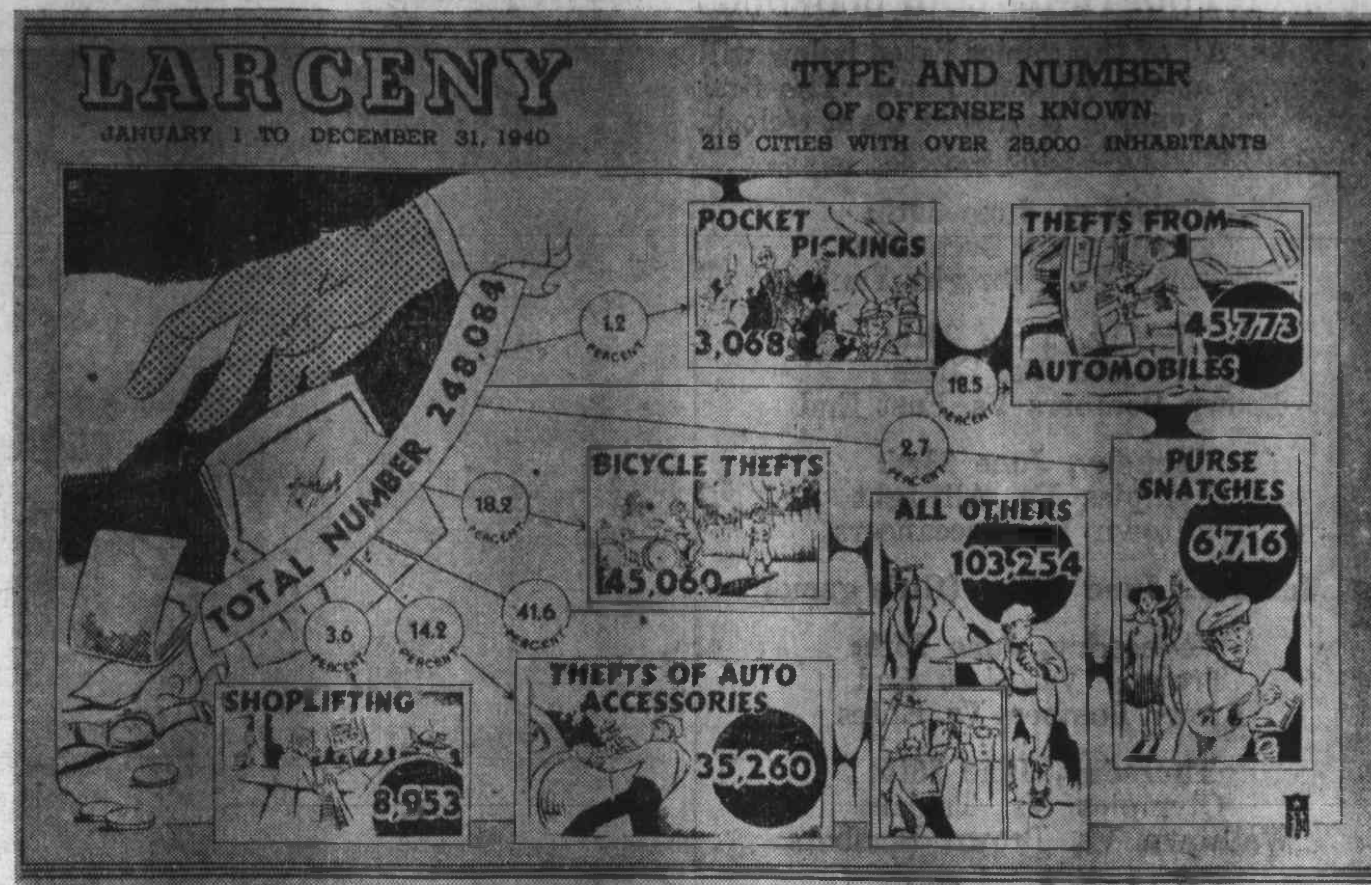 LARCENY
JANUARY 1 TO DECEMBER 31, 1940
TYPE AND NUMBER
OF OFFENSES KNOWN
215 CITIES WITH OVER 25,000 INHABITANTS
TOTAL NUMBER 248,084
1.2
PERCENT
POCKET
PICKINGS
3,068
18.5
PERCENT
THEFTS FROM
45,773
AUTOMOBILES
2.7
PERCENT
PURSE
SNATCHES
6,716
18.2
PERCENT
BICYCLE THEFTS
45,060
41.6
PERCENT
ALL OTHERS
103,254
3.6
PERCENT
SHOPLIFTING
8,953
14.2
PERCENT
THEFTS OF AUTO
ACCESSORIES
35,260